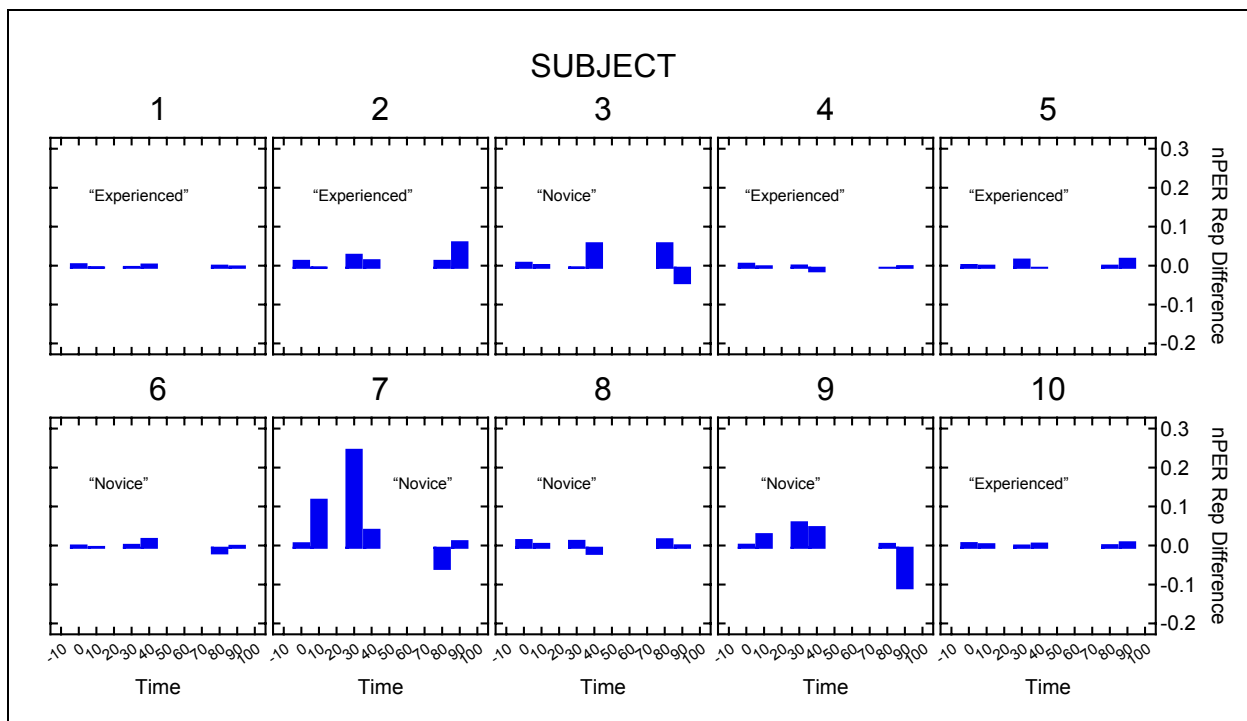 SUBJECT
1 2 3 4 5
0.3
“Experienced” “Experienced” “Novice” “Experienced” “Experienced”
0.2
0.1
0.0
-0.1
-0.2
nPER Rep Difference
6 7 8 9 10
0.3
“Novice” “Novice” “Novice” “Novice” “Experienced”
0.2
0.1
0.0
-0.1
-0.2
nPER Rep Difference
-10 0 10 20 30 40 50 60 70 80 90 100 -10 0 10 20 30 40 50 60 70 80 90 100 -10 0 10 20 30 40 50 60 70 80 90 100 -10 0 10 20 30 40 50 60 70 80 90 100 -10 0 10 20 30 40 50 60 70 80 90 100
Time Time Time Time Time